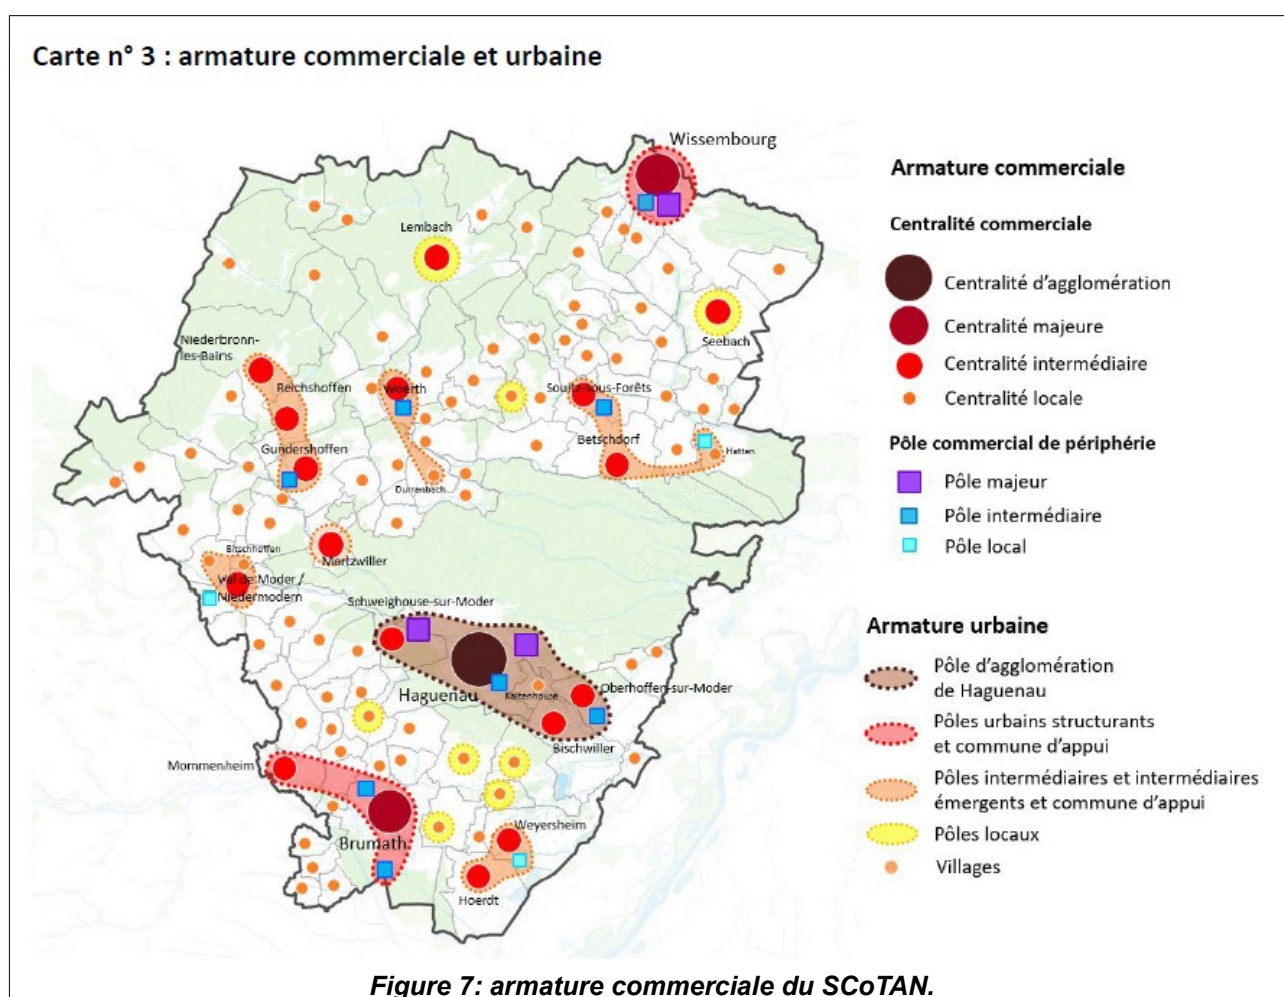 Carte n° 3 : armature commerciale et urbaine
Wissembourg
Lembach
Seebach
Niederbronn-
les-Bains
Reichshoffen
Woerth
Soultz-sous-Forêts
Gundershoffen
Betschdorf
Hatten
Durrenbach
Bitschhoffen
Mertzwiller
Val de Moder /
Niedermodern
Schweighouse-sur-Moder
Haguenau
Kaltenhouse
Oberhoffen-sur-Moder
Bischwiller
Mommenheim
Brumath
Weyersheim
Hoerdt
Armature commerciale
Centralité commerciale
Centralité d'agglomération
Centralité majeure
Centralité intermédiaire
Centralité locale
Pôle commercial de périphérie
Pôle majeur
Pôle intermédiaire
Pôle local
Armature urbaine
Pôle d'agglomération
de Haguenau
Pôles urbains structurants
et commune d'appui
Pôles intermédiaires et intermédiaires
émergents et commune d'appui
Pôles locaux
Villages
Figure 7: armature commerciale du SCoTAN.